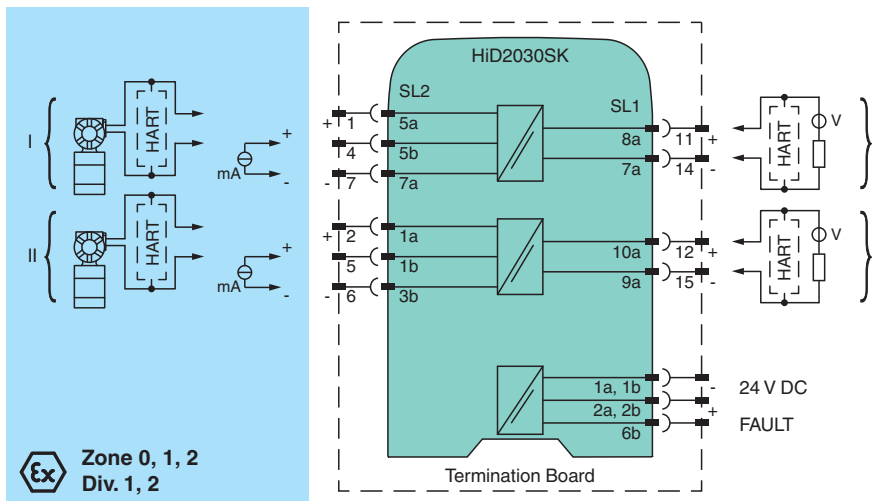 HiD2030SK
SL2
SL1
I
HART
+
mA
-
+ 1
5a
4
5b
- 7
7a
8a
11
+
7a
14
-
HART
V
II
HART
+
mA
-
+ 2
1a
5
1b
- 6
3b
10a
12
+
9a
15
-
HART
V
1a, 1b
-
24 V DC
2a, 2b
+
6b
FAULT
Ex
Zone 0, 1, 2
Div. 1, 2
Termination Board